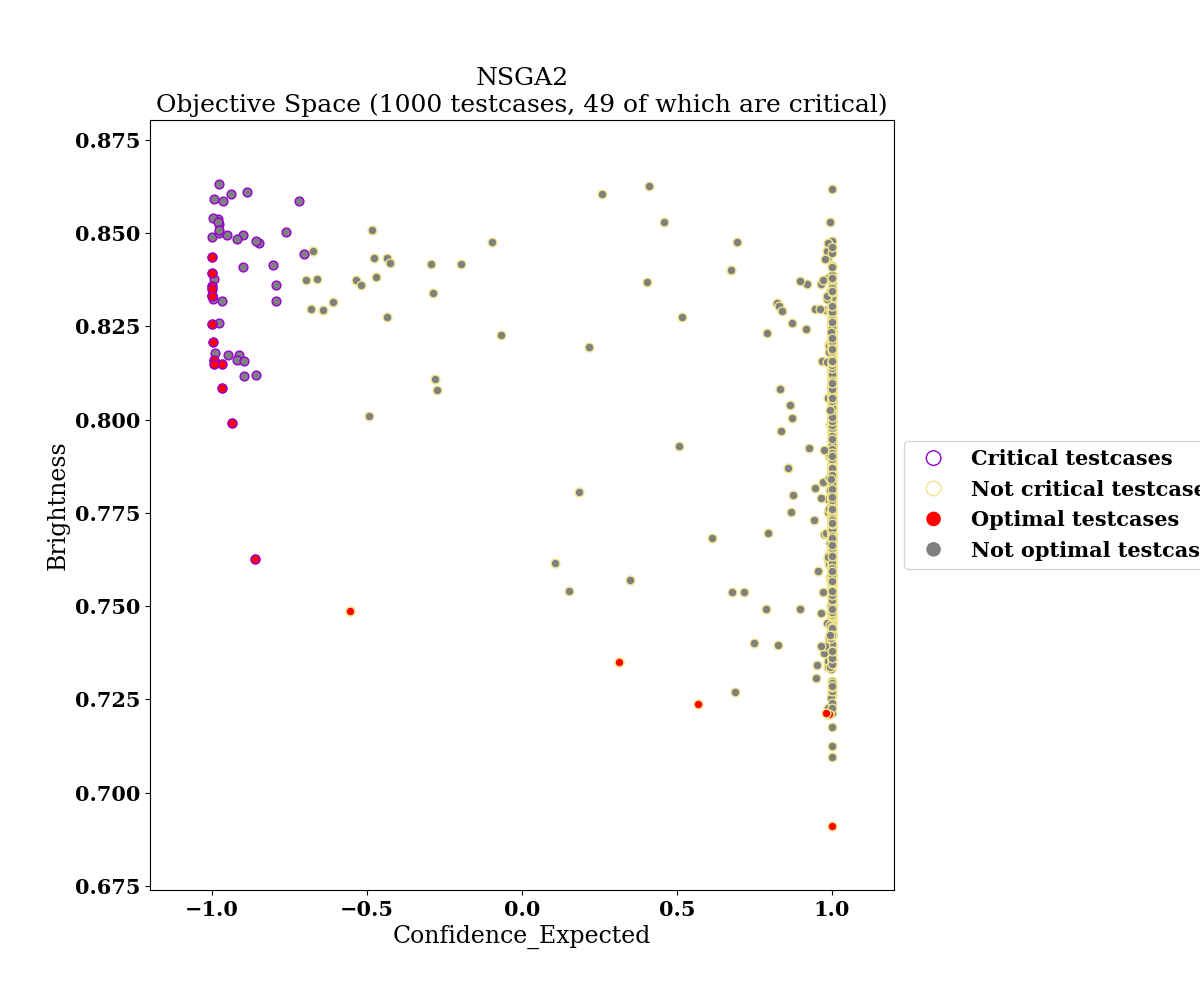 NSGA2
Objective Space (1000 testcases, 49 of which are critical)
0.875
0.850
0.825
0.800
0.775
0.750
0.725
0.700
0.675
Brightness
−1.0
−0.5
0.0
0.5
1.0
Confidence_Expected
Critical testcases
Not critical testcase
Optimal testcases
Not optimal testcas